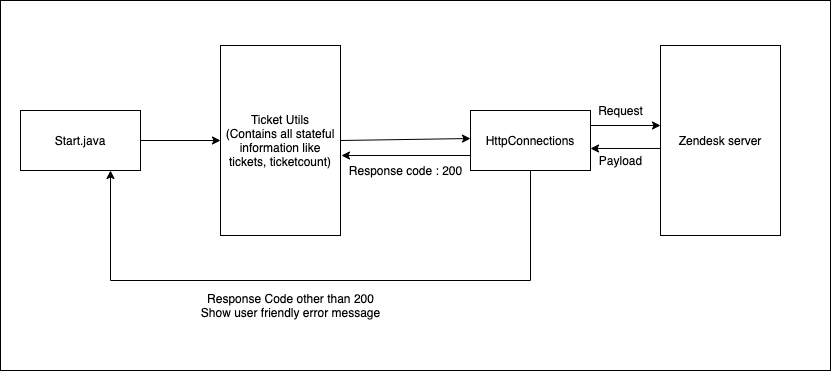 Start.java
Ticket Utils
(Contains all stateful
information like
tickets, ticketcount)
HttpConnections
Request
Payload
Zendesk server
Response code : 200
Response Code other than 200
Show user friendly error message